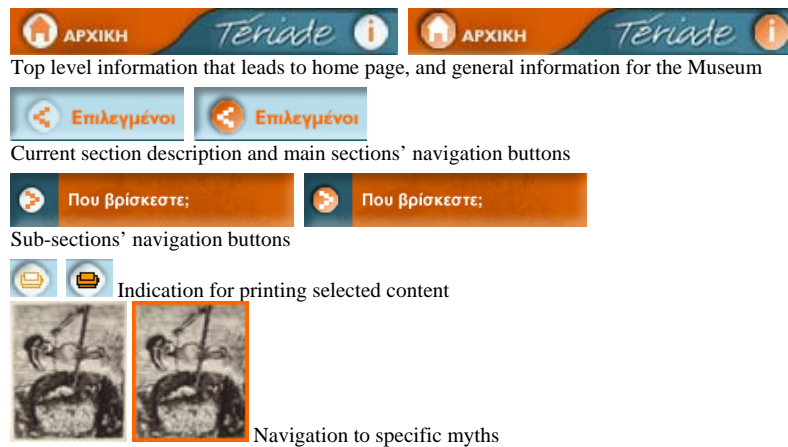 ΑΡΧΙΚΗ Tériade i ΑΡΧΙΚΗ Tériade i
Top level information that leads to home page, and general information for the Museum
Επιλεγμένοι Επιλεγμένοι
Current section description and main sections’ navigation buttons
Που βρίσκεστε; Που βρίσκεστε;
Sub-sections’ navigation buttons
Indication for printing selected content
Navigation to specific myths